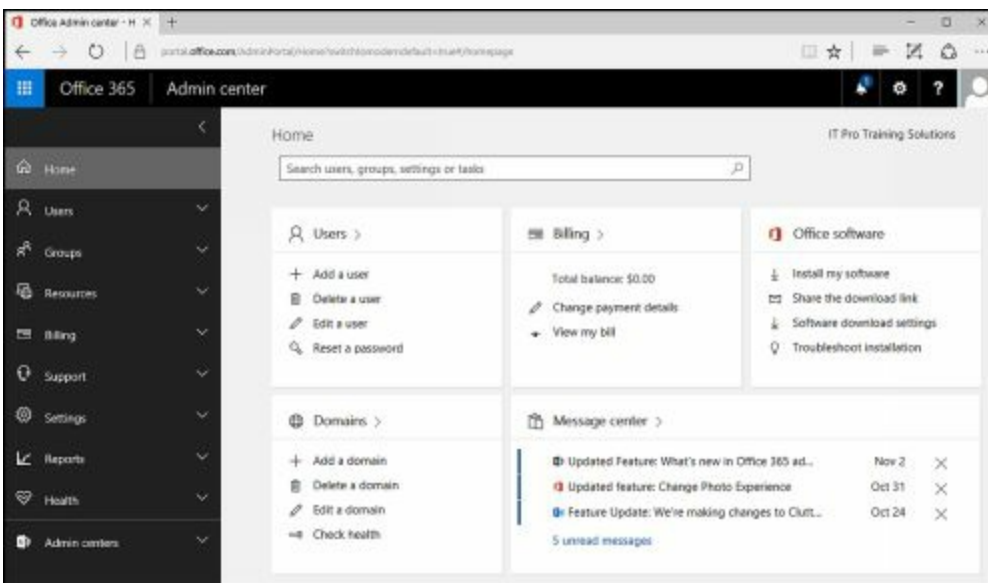 Office Admin center - H
portal.office.com/AdminPortal/Home?switchtomoderndefault=true#/homepage
Office 365
Admin center
Home
IT Pro Training Solutions
Search users, groups, settings or tasks
Home
Users
Groups
Resources
Billing
Support
Settings
Reports
Health
Admin centers
Users
Add a user
Delete a user
Edit a user
Reset a password
Billing
Total balance: $0.00
Change payment details
View my bill
Office software
Install my software
Share the download link
Software download settings
Troubleshoot installation
Domains
Add a domain
Delete a domain
Edit a domain
Check health
Message center
Updated Feature: What's new in Office 365 ad... Nov 2
Updated feature: Change Photo Experience Oct 31
Feature Update: We're making changes to Clutt... Oct 24
5 unread messages